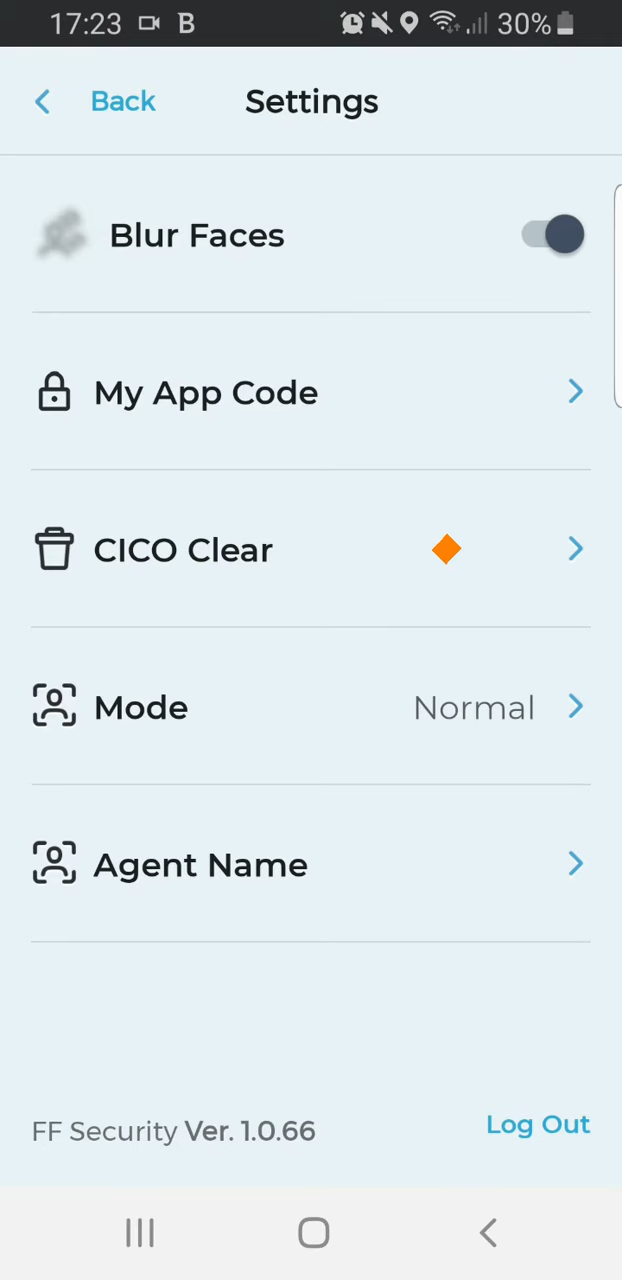 17:23 B 30%
Back Settings
Blur Faces
My App Code
CICO Clear
Mode Normal
Agent Name
FF Security Ver. 1.0.66 Log Out